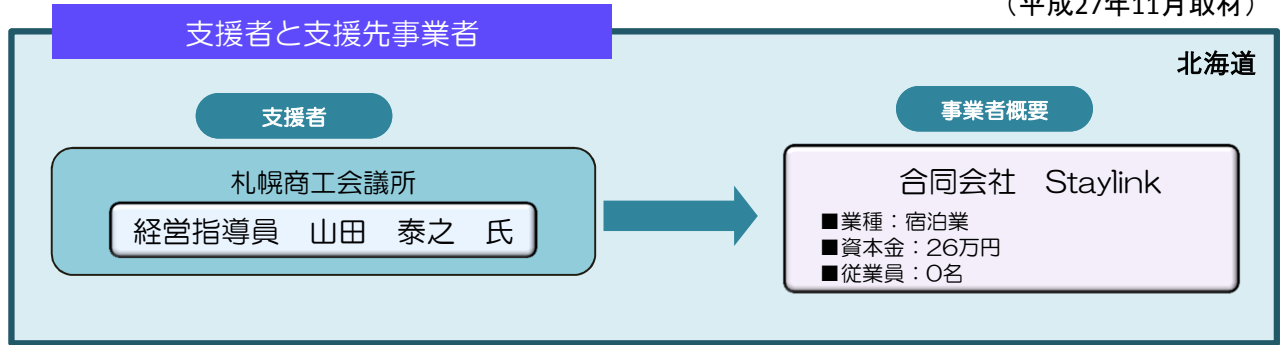 （平成27年11月取材）
支援者と支援先事業者
北海道
支援者
札幌商工会議所
経営指導員　山田　泰之　氏
事業者概要
合同会社　Staylink
■業種：宿泊業
■資本金：26万円
■従業員：0名